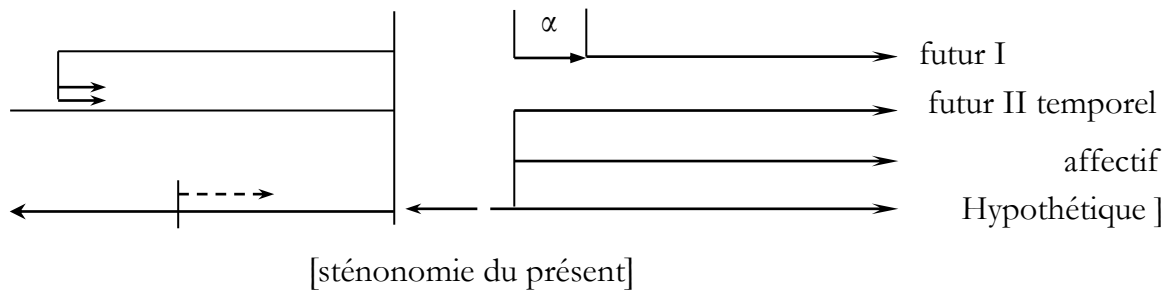 α
futur I
futur II temporel
affectif
Hypothétique ]
[sténonomie du présent]